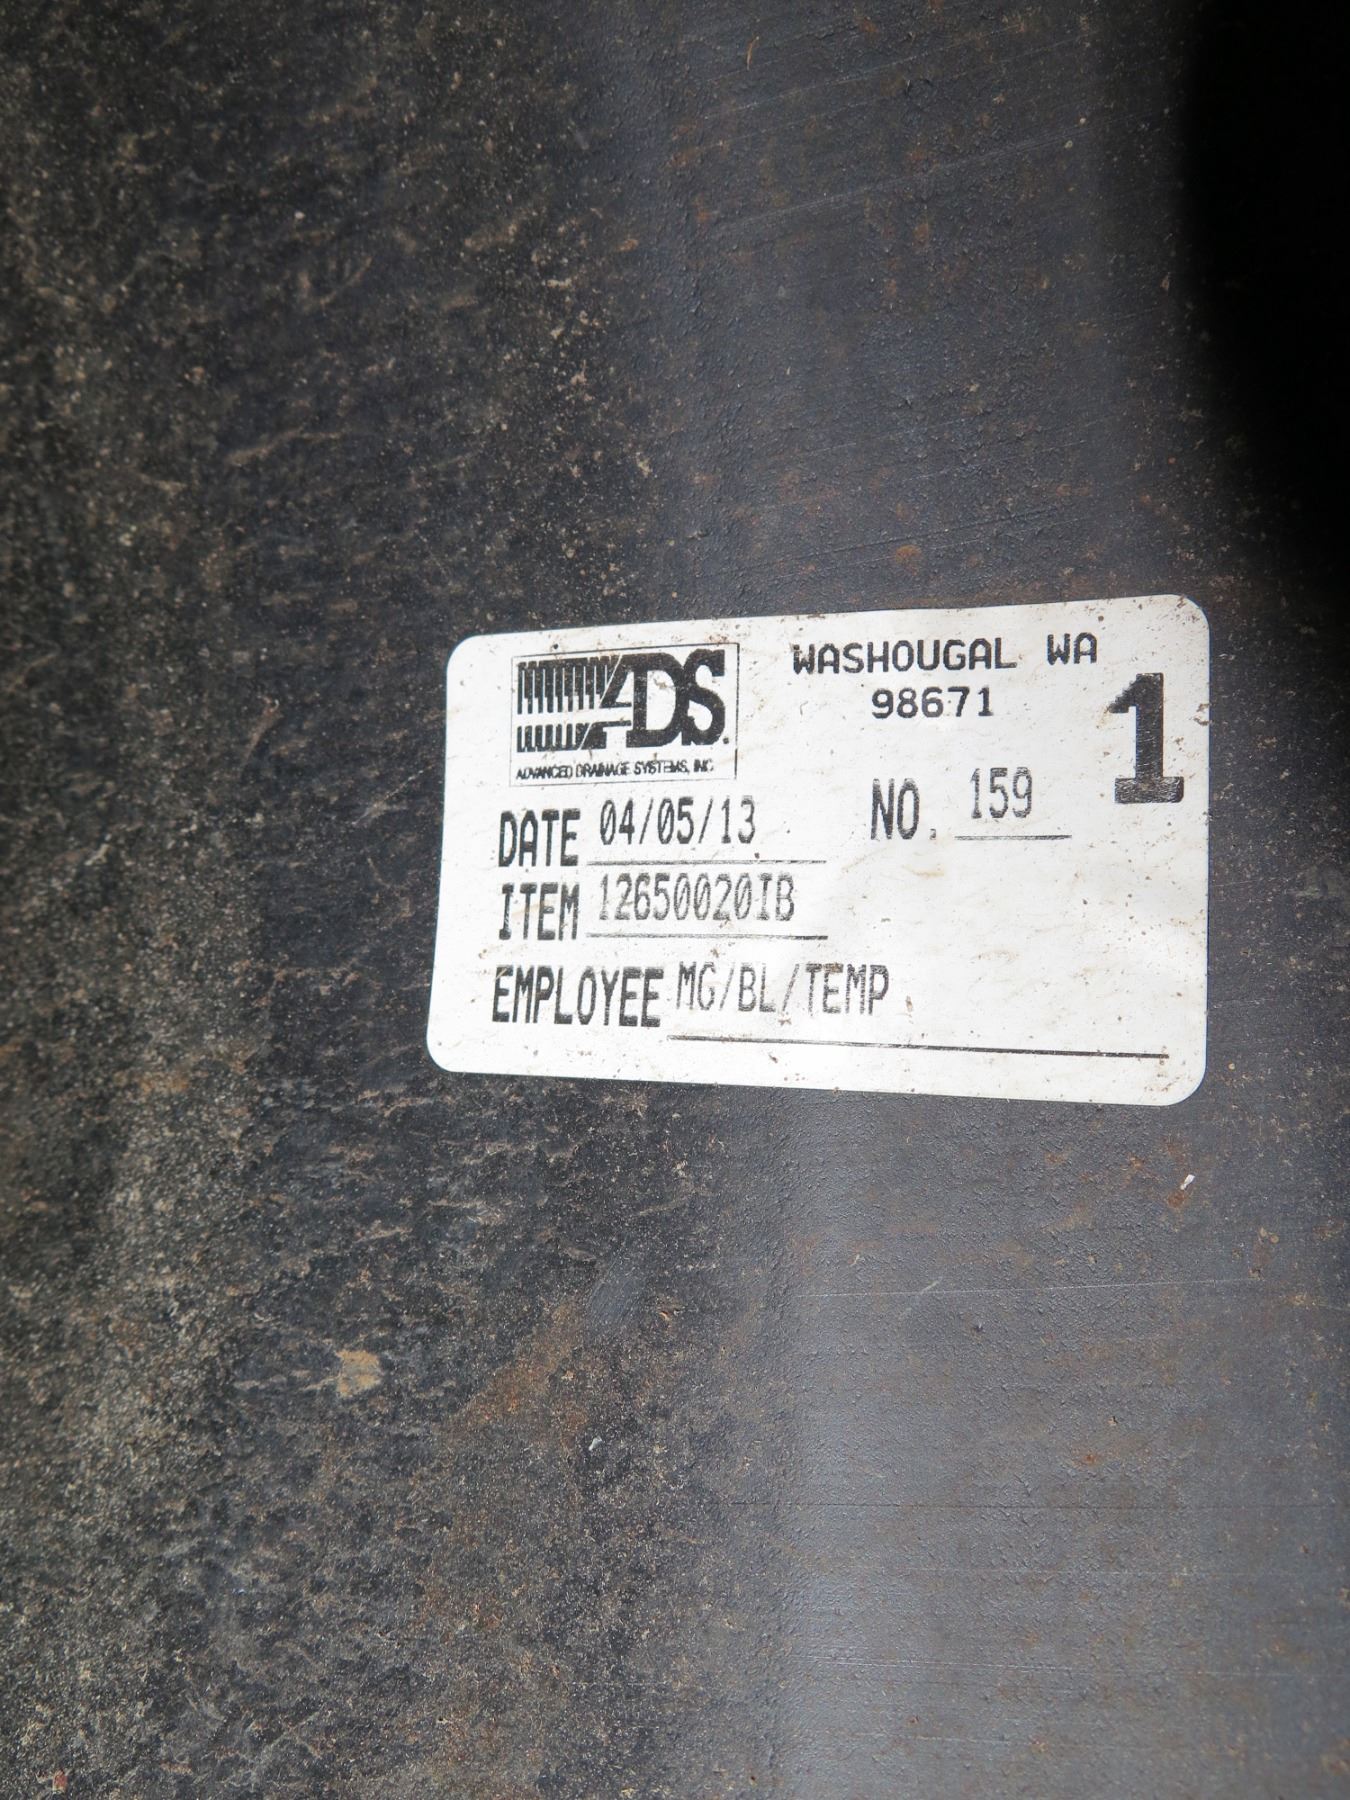 ADS.
ADVANCED DRAINAGE SYSTEMS, INC.
WASHOUGAL WA
98671
1
NO. 159
DATE 04/05/13
ITEM 12650020IB
EMPLOYEE MG/BL/TEMP